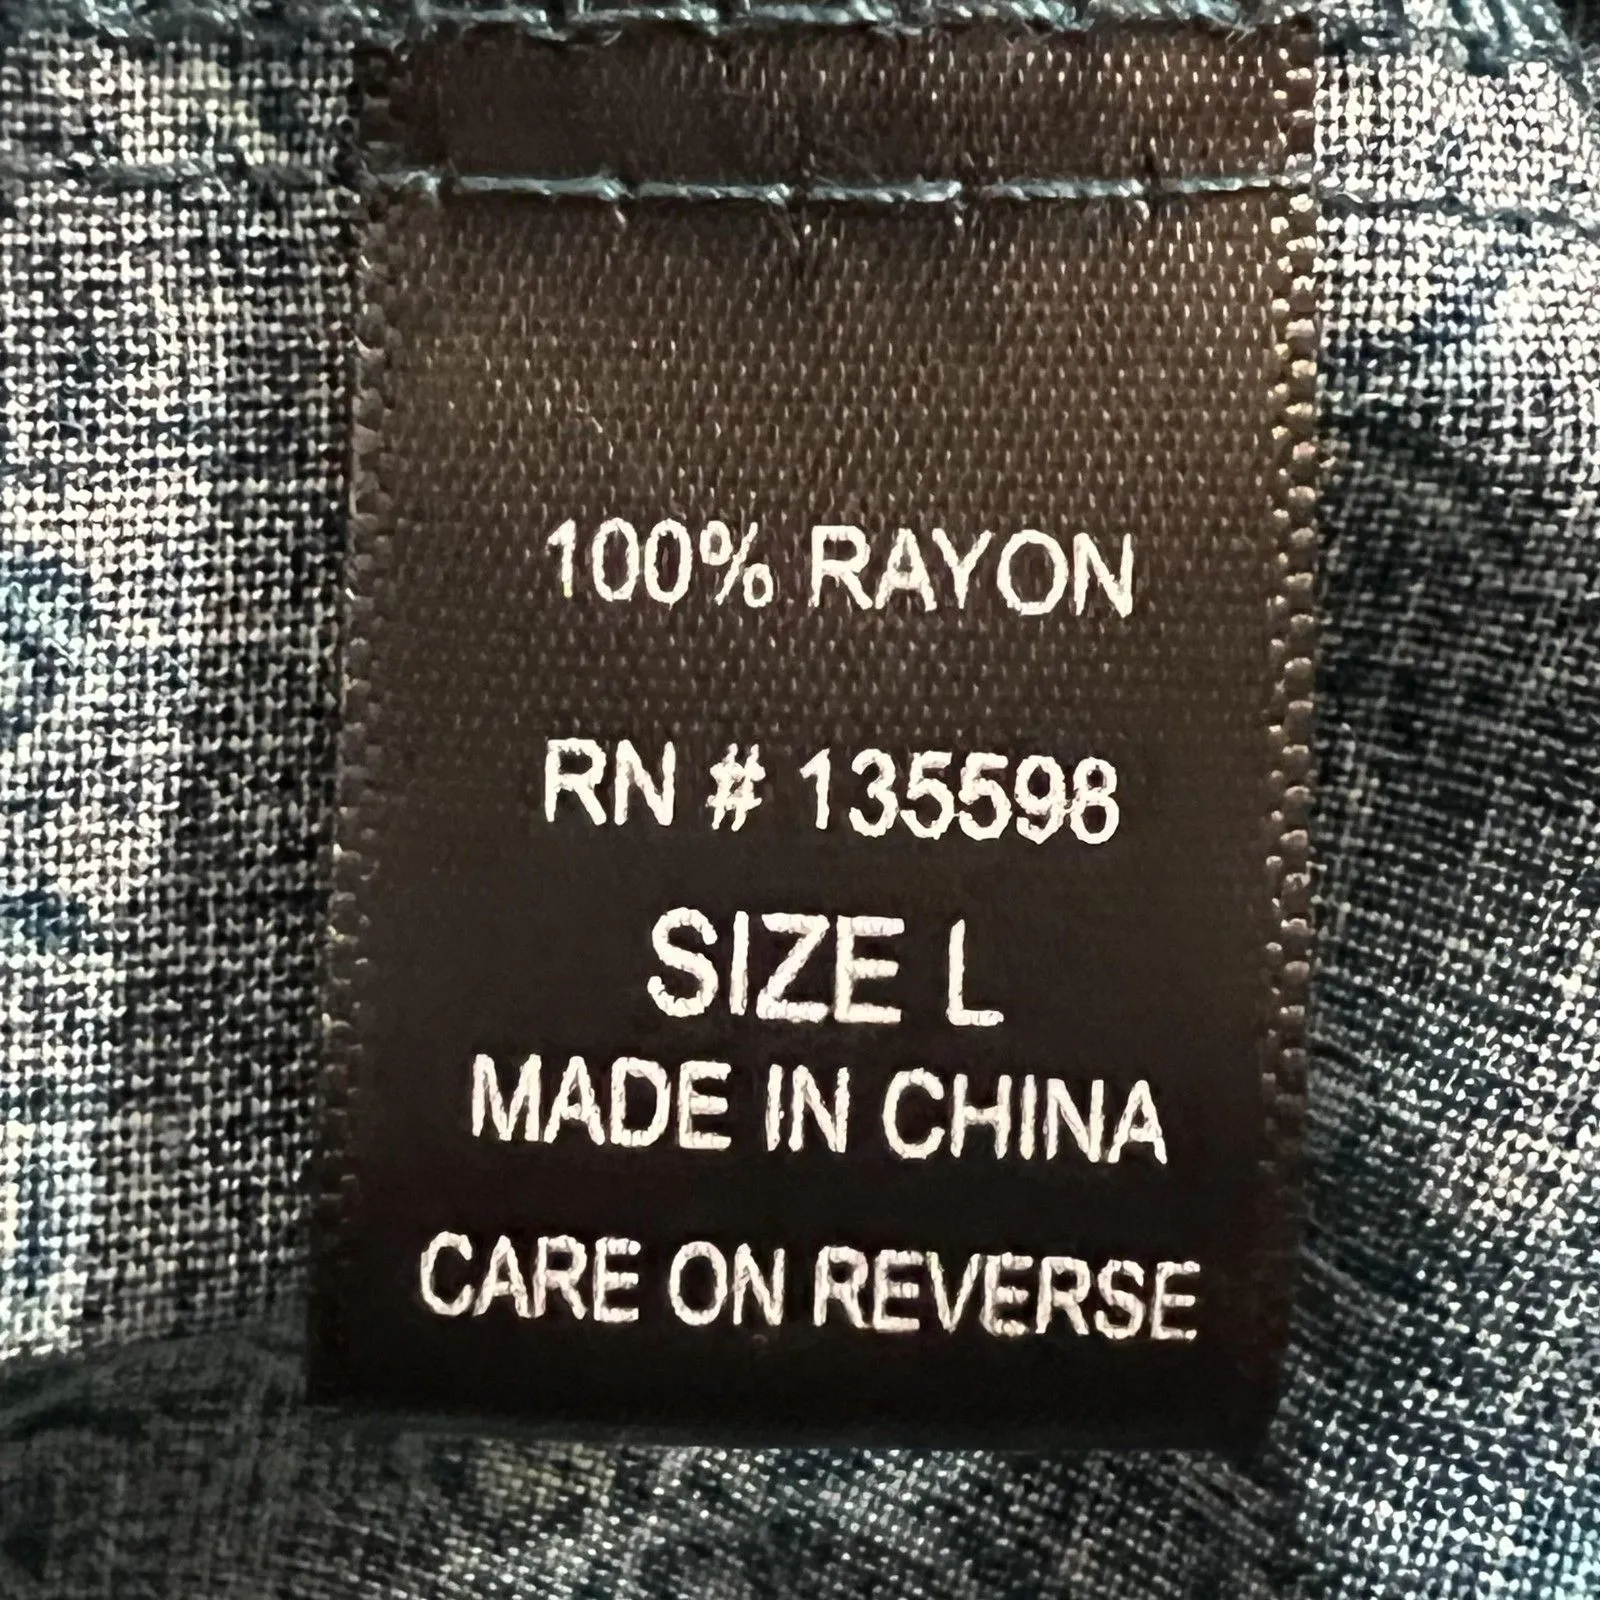 100% RAYON
RN # 135598
SIZE L
MADE IN CHINA
CARE ON REVERSE